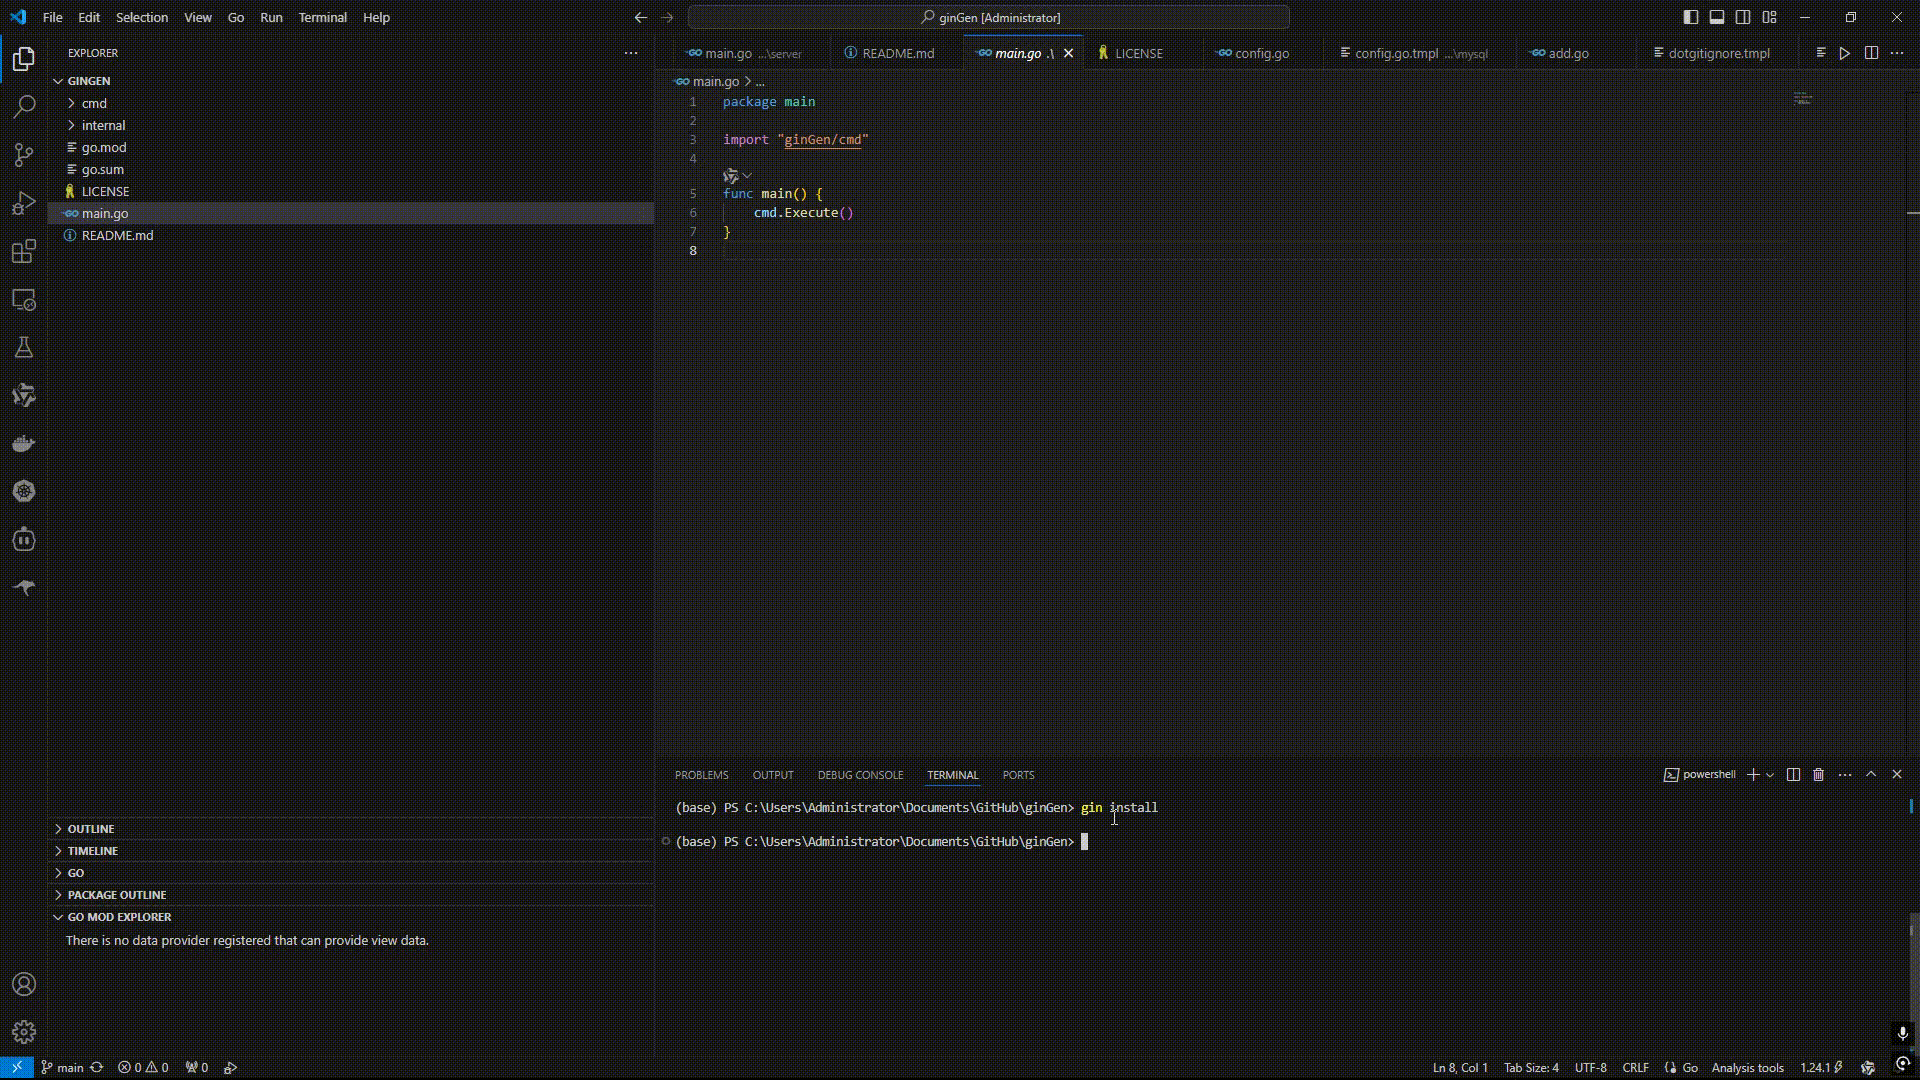 File Edit Selection View Go Run Terminal Help
ginGen [Administrator]
EXPLORER
GINGEN
cmd
internal
go.mod
go.sum
LICENSE
main.go
README.md
OUTLINE
TIMELINE
GO
PACKAGE OUTLINE
GO MOD EXPLORER
There is no data provider registered that can provide view data.
main.go ...\server README.md main.go .\ LICENSE config.go config.go.tmpl ...\mysql add.go dotgitignore.tmpl
main.go > ...
1 package main
2
3 import "ginGen/cmd"
4
5 func main() {
6 cmd.Execute()
7 }
8
PROBLEMS OUTPUT DEBUG CONSOLE TERMINAL PORTS
powershell
(base) PS C:\Users\Administrator\Documents\GitHub\ginGen> gin install
(base) PS C:\Users\Administrator\Documents\GitHub\ginGen>
main 0 0 0
Ln 8, Col 1 Tab Size: 4 UTF-8 CRLF Go Analysis tools 1.24.1